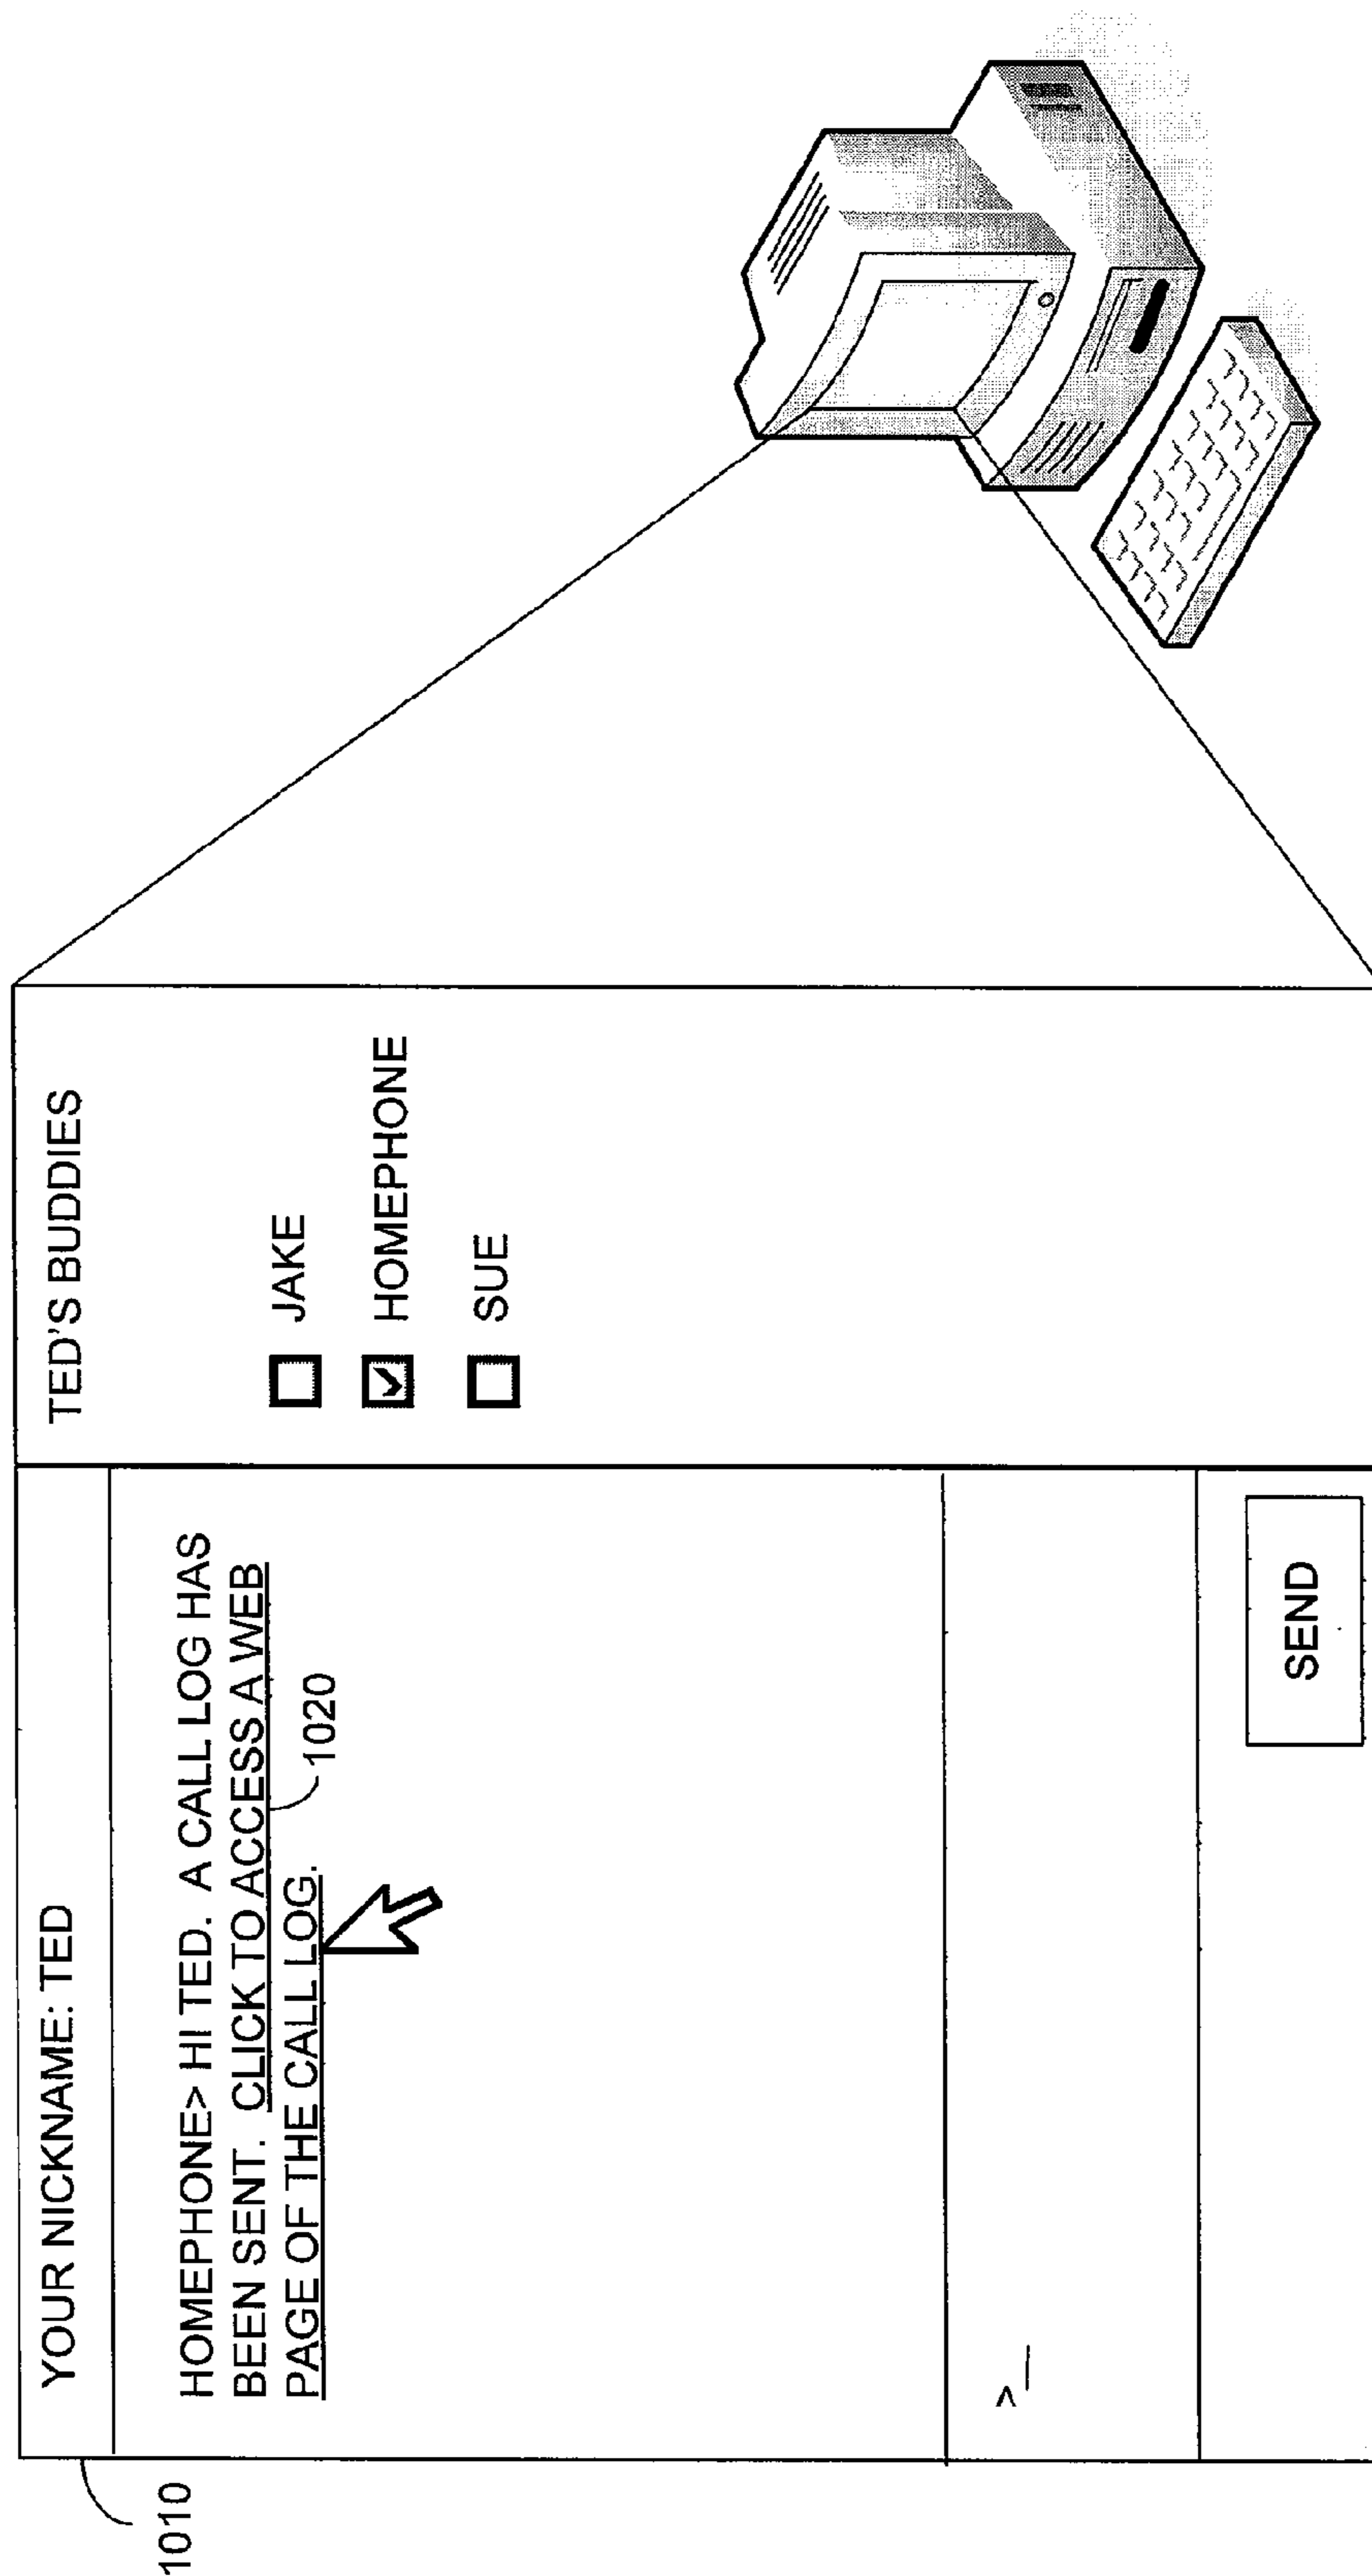 1010
YOUR NICKNAME: TED
HOMEPHONE> HI TED. A CALL LOG HAS
BEEN SENT. CLICK TO ACCESS A WEB
PAGE OF THE CALL LOG.
1020
>_
SEND
TED'S BUDDIES
JAKE
HOMEPHONE
SUE